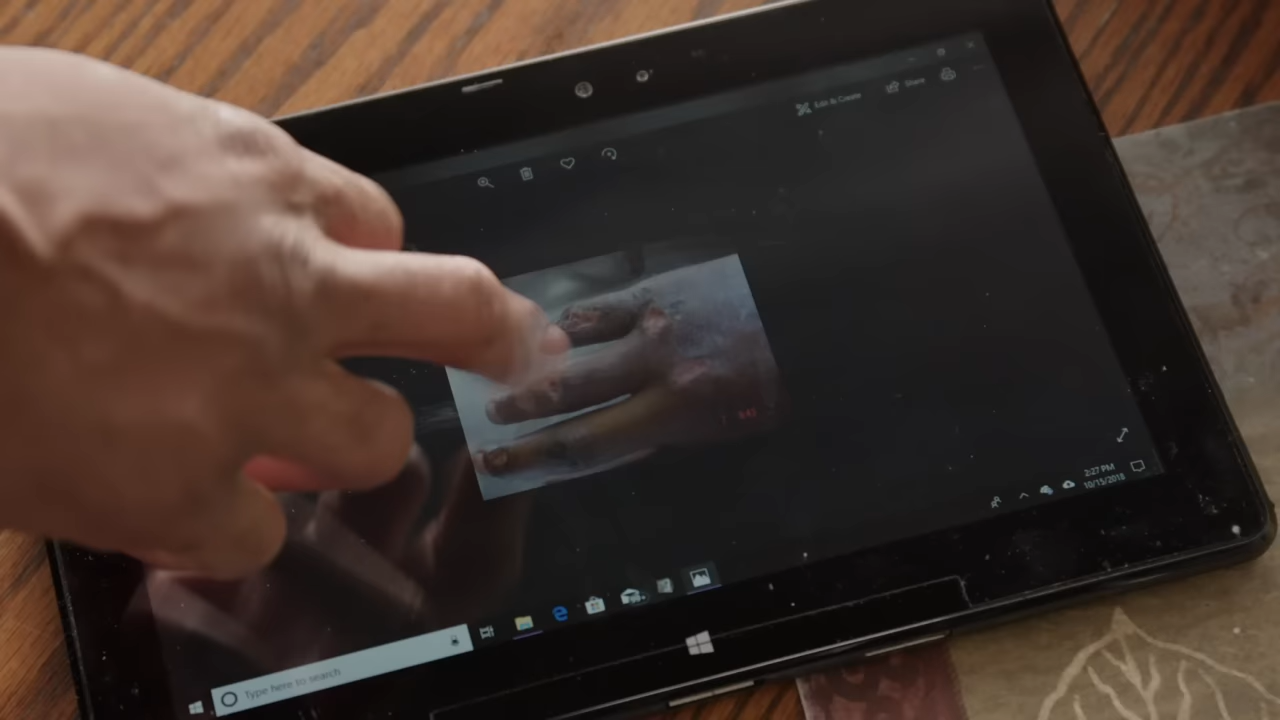 Edit & Create
Share
2:27 PM
10/15/2018
Type here to search